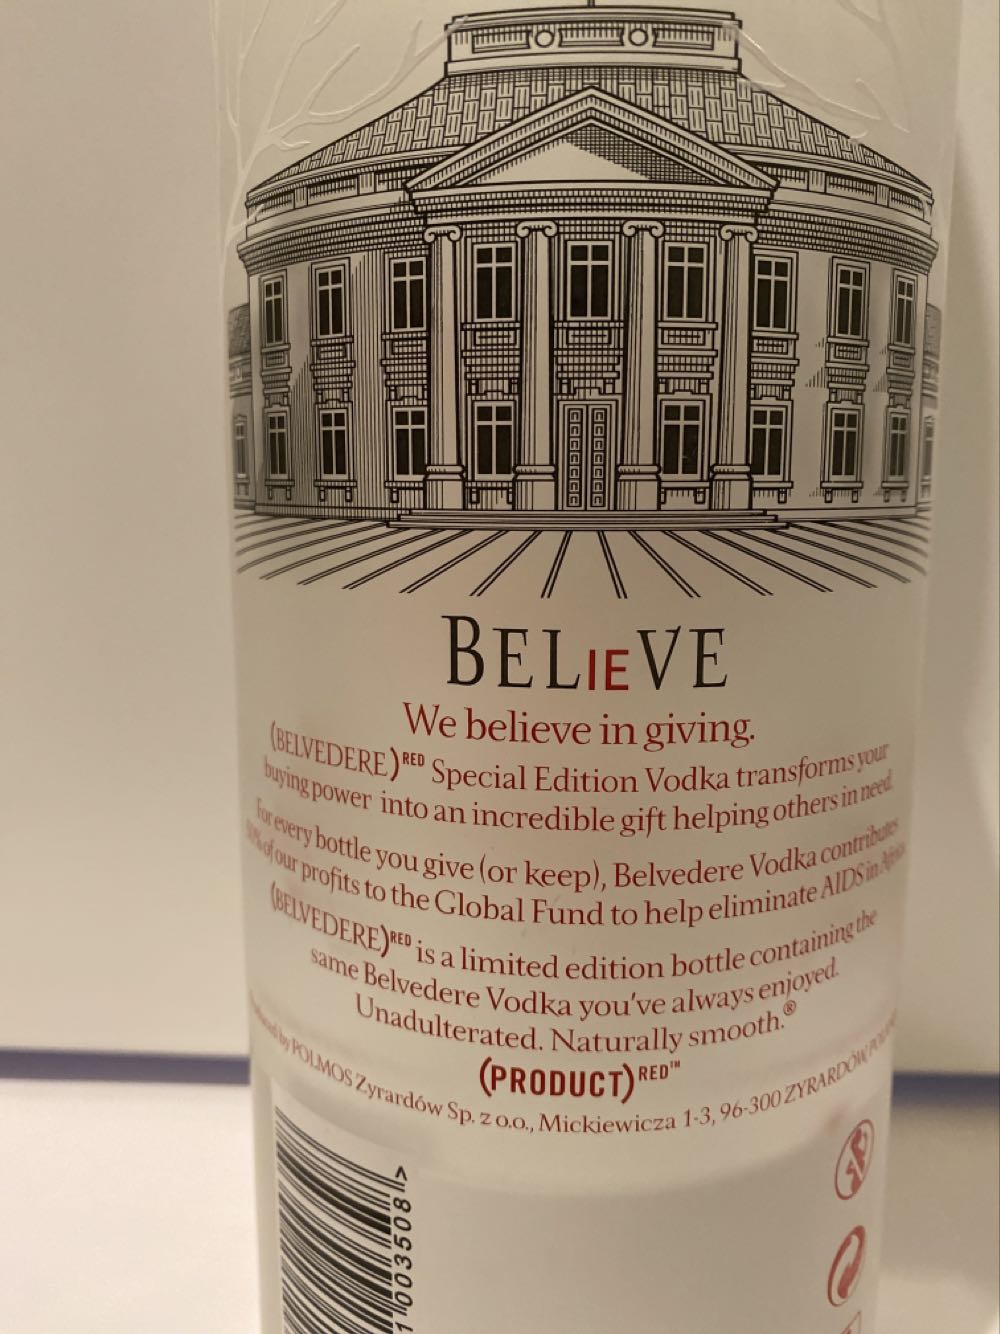 BELIEVE
We believe in giving.
(BELVEDERE)RED Special Edition Vodka transforms your
buying power into an incredible gift helping others in need.
For every bottle you give (or keep), Belvedere Vodka contributes
of our profits to the Global Fund to help eliminate AIDS in Africa
(BELVEDERE)RED is a limited edition bottle containing the
same Belvedere Vodka you've always enjoyed.
Unadulterated. Naturally smooth.®
(PRODUCT)RED™
by POLMOS Zyrardów Sp. z o.o., Mickiewicza 1-3, 96-300 ZYRARDÓW, POLAND
1003508 >